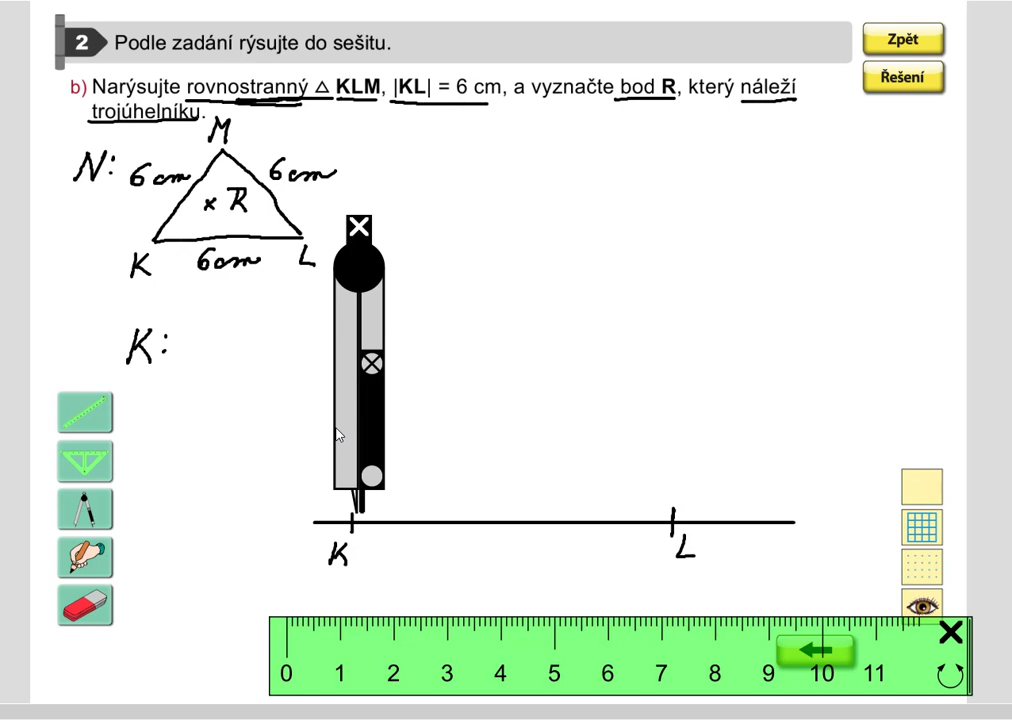 2 Podle zadání rýsujte do sešitu.
Zpět
Řešení
b) Narýsujte rovnostranný △ KLM, |KL| = 6 cm, a vyznačte bod R, který náleží
trojúhelníku.
M
N: 6 cm 6 cm
× R
K 6 cm L
K:
K L
0 1 2 3 4 5 6 7 8 9 10 11